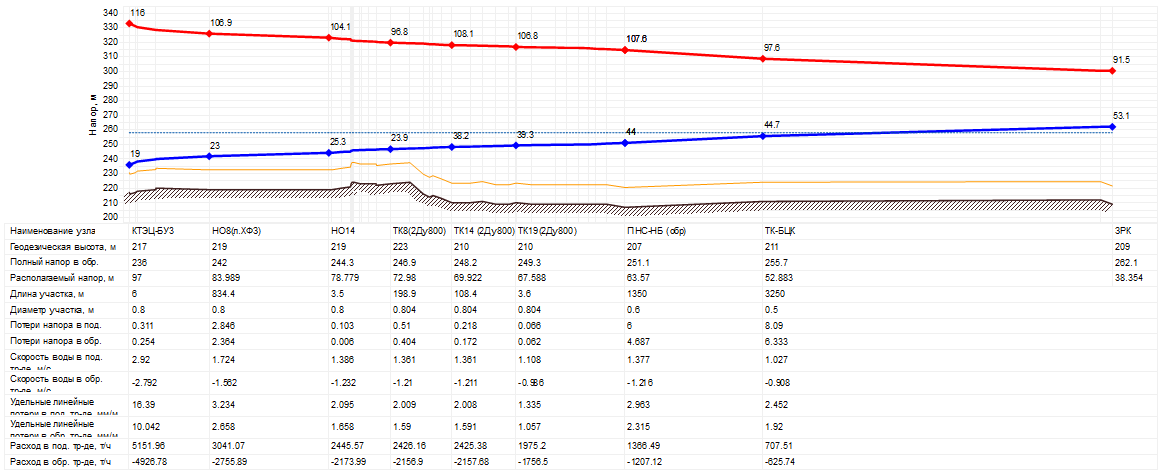 340
330
320
310
300
290
280
270
260
250
240
230
220
210
200
Напор, м
116
106.9
104.1
96.8
108.1
106.8
107.6
97.6
91.5
19
23
25.3
23.9
38.2
39.3
44
44.7
53.1
Наименование узла КТЭЦ-БУ3 НО8(п.ХФЗ) НО14 ТК8(2Ду800) ТК14 (2Ду800) ТК19(2Ду800) ПНС-НБ (обр) ТК-БЦК ЗРК
Геодезическая высота, м 217 219 219 223 210 210 207 211 209
Полный напор в обр. 236 242 244.3 246.9 248.2 249.3 251.1 255.7 262.1
Располагаемый напор, м 97 83.989 78.779 72.98 69.922 67.588 63.57 52.883 38.354
Длина участка, м 6 834.4 3.5 198.9 108.4 3.6 1350 3250
Диаметр участка, м 0.8 0.8 0.8 0.804 0.804 0.804 0.6 0.5
Потери напора в под. 0.311 2.846 0.103 0.51 0.218 0.066 6 8.09
Потери напора в обр. 0.254 2.364 0.006 0.404 0.172 0.062 4.687 6.333
Скорость воды в под. тр-де, м/с 2.92 1.724 1.386 1.361 1.361 1.108 1.377 1.027
Скорость воды в обр. тр-де, м/с -2.792 -1.562 -1.232 -1.21 -1.211 -0.986 -1.216 -0.908
Удельные линейные потери в под. тр-де, мм/м 16.39 3.234 2.095 2.009 2.008 1.335 2.963 2.452
Удельные линейные потери в обр. тр-де, мм/м 10.042 2.658 1.658 1.59 1.591 1.057 2.315 1.92
Расход в под. тр-де, т/ч 5151.96 3041.07 2445.57 2426.16 2425.38 1975.2 1366.49 707.51
Расход в обр. тр-де, т/ч -4926.78 -2755.89 -2173.99 -2156.9 -2157.68 -1756.5 -1207.12 -625.74